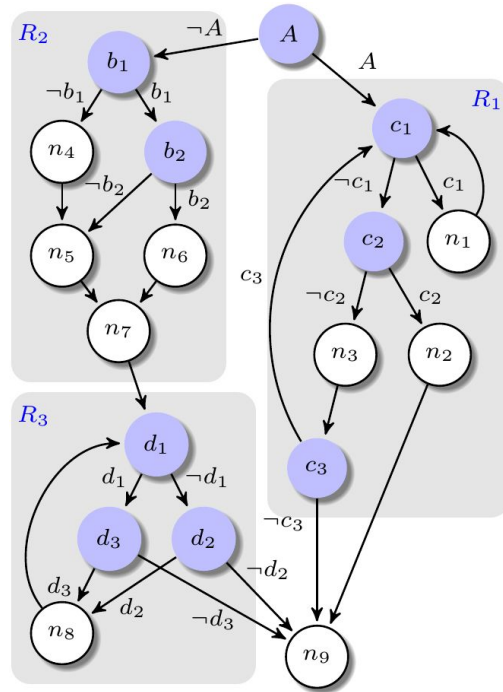 R₂
¬A
A
A
b₁
R₁
¬b₁
b₁
c₁
n₄
b₂
¬c₁
c₁
¬b₂
b₂
c₂
n₁
n₅
n₆
c₃
¬c₂
c₂
n₇
n₃
n₂
R₃
d₁
c₃
d₁
¬d₁
¬c₃
d₃
d₂
¬d₂
d₃
d₂
¬d₃
n₈
n₉